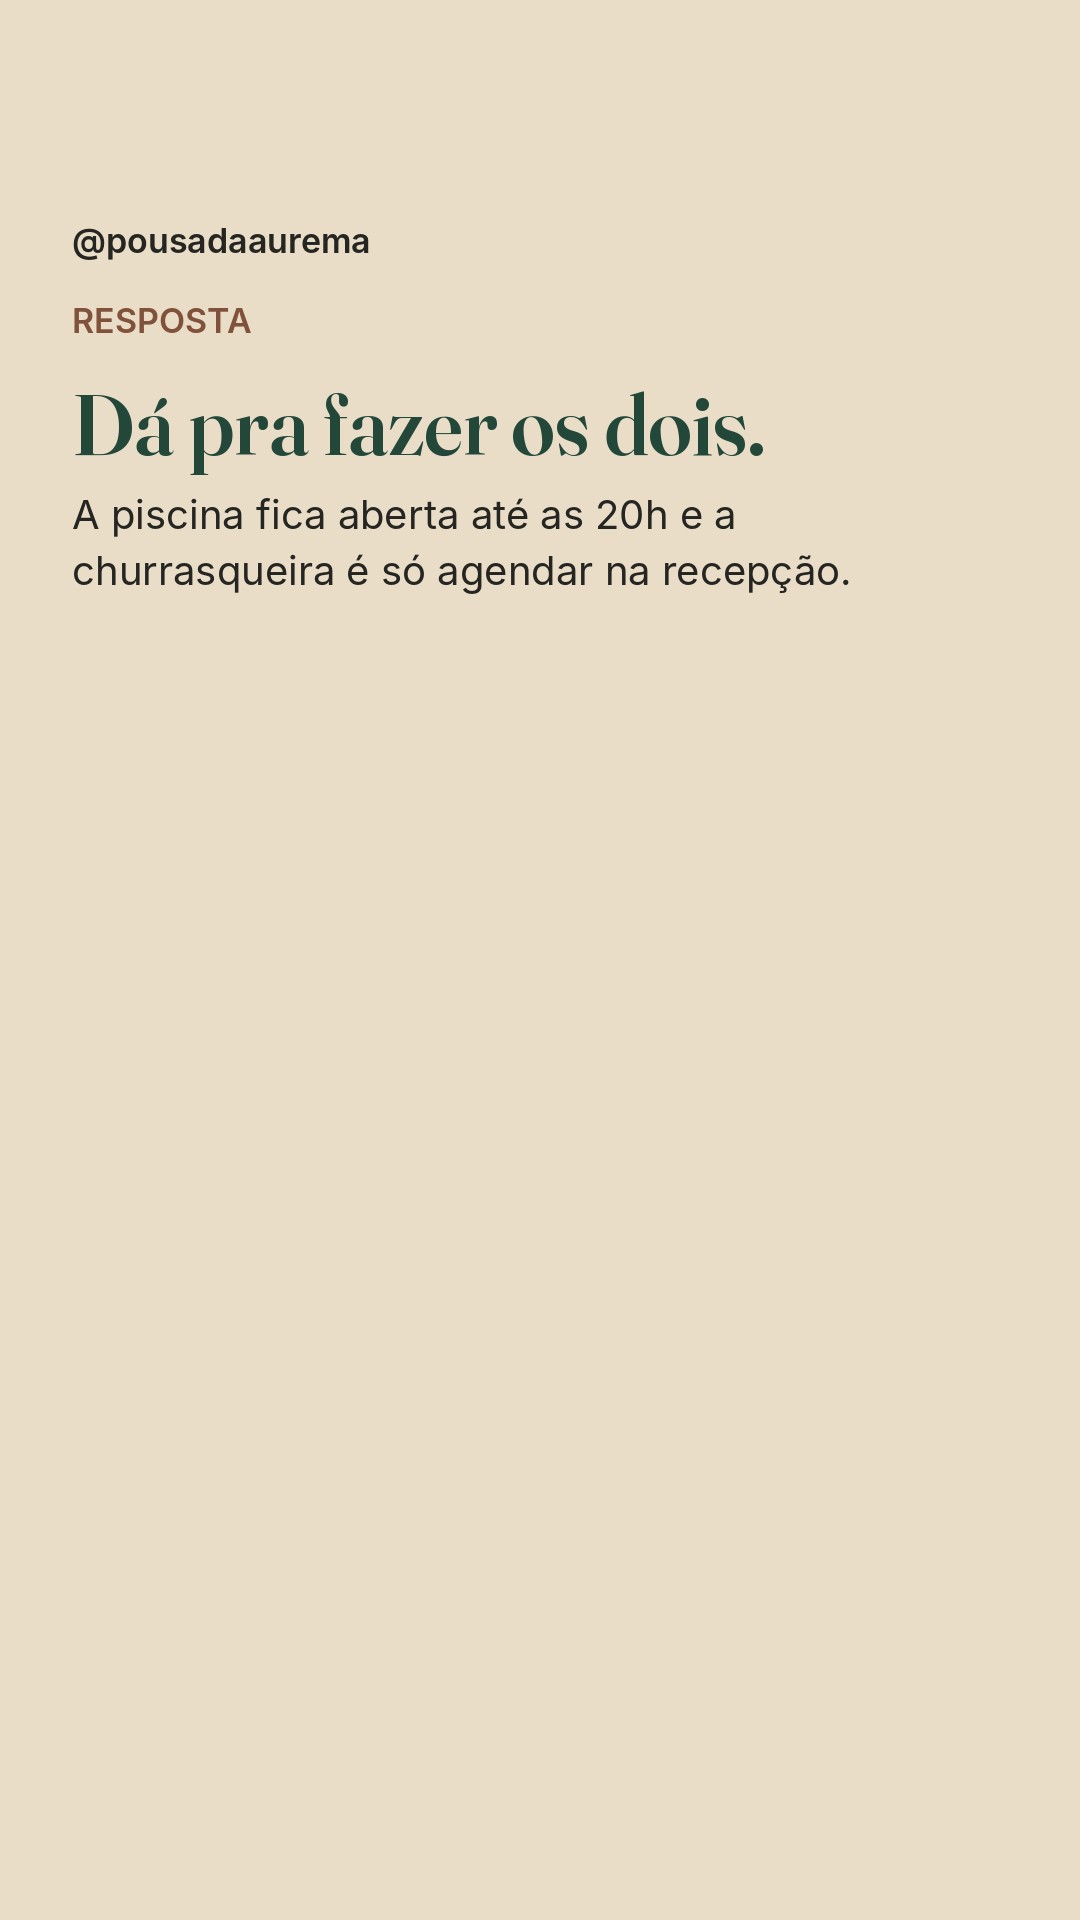 @pousadaaurema
RESPOSTA
Dá pra fazer os dois.
A piscina fica aberta até as 20h e a
churrasqueira é só agendar na recepção.